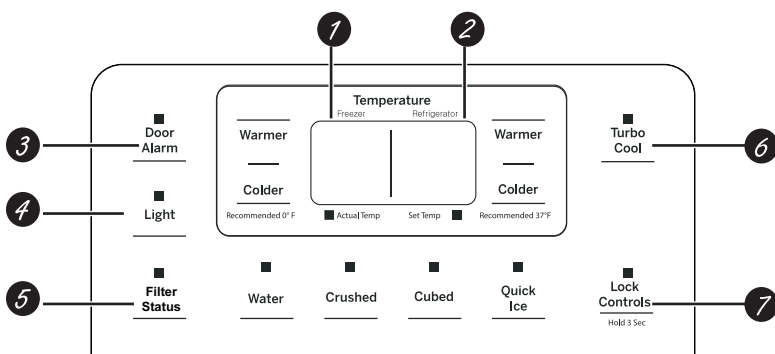 1
2
Temperature
Freezer Refrigerator
3
Door
Alarm
Warmer
Warmer
Turbo
Cool
6
4
Light
Colder
Colder
Recommended 0° F
Actual Temp
Set Temp
Recommended 37°F
5
Filter
Status
Water
Crushed
Cubed
Quick
Ice
Lock
Controls
Hold 3 Sec
7